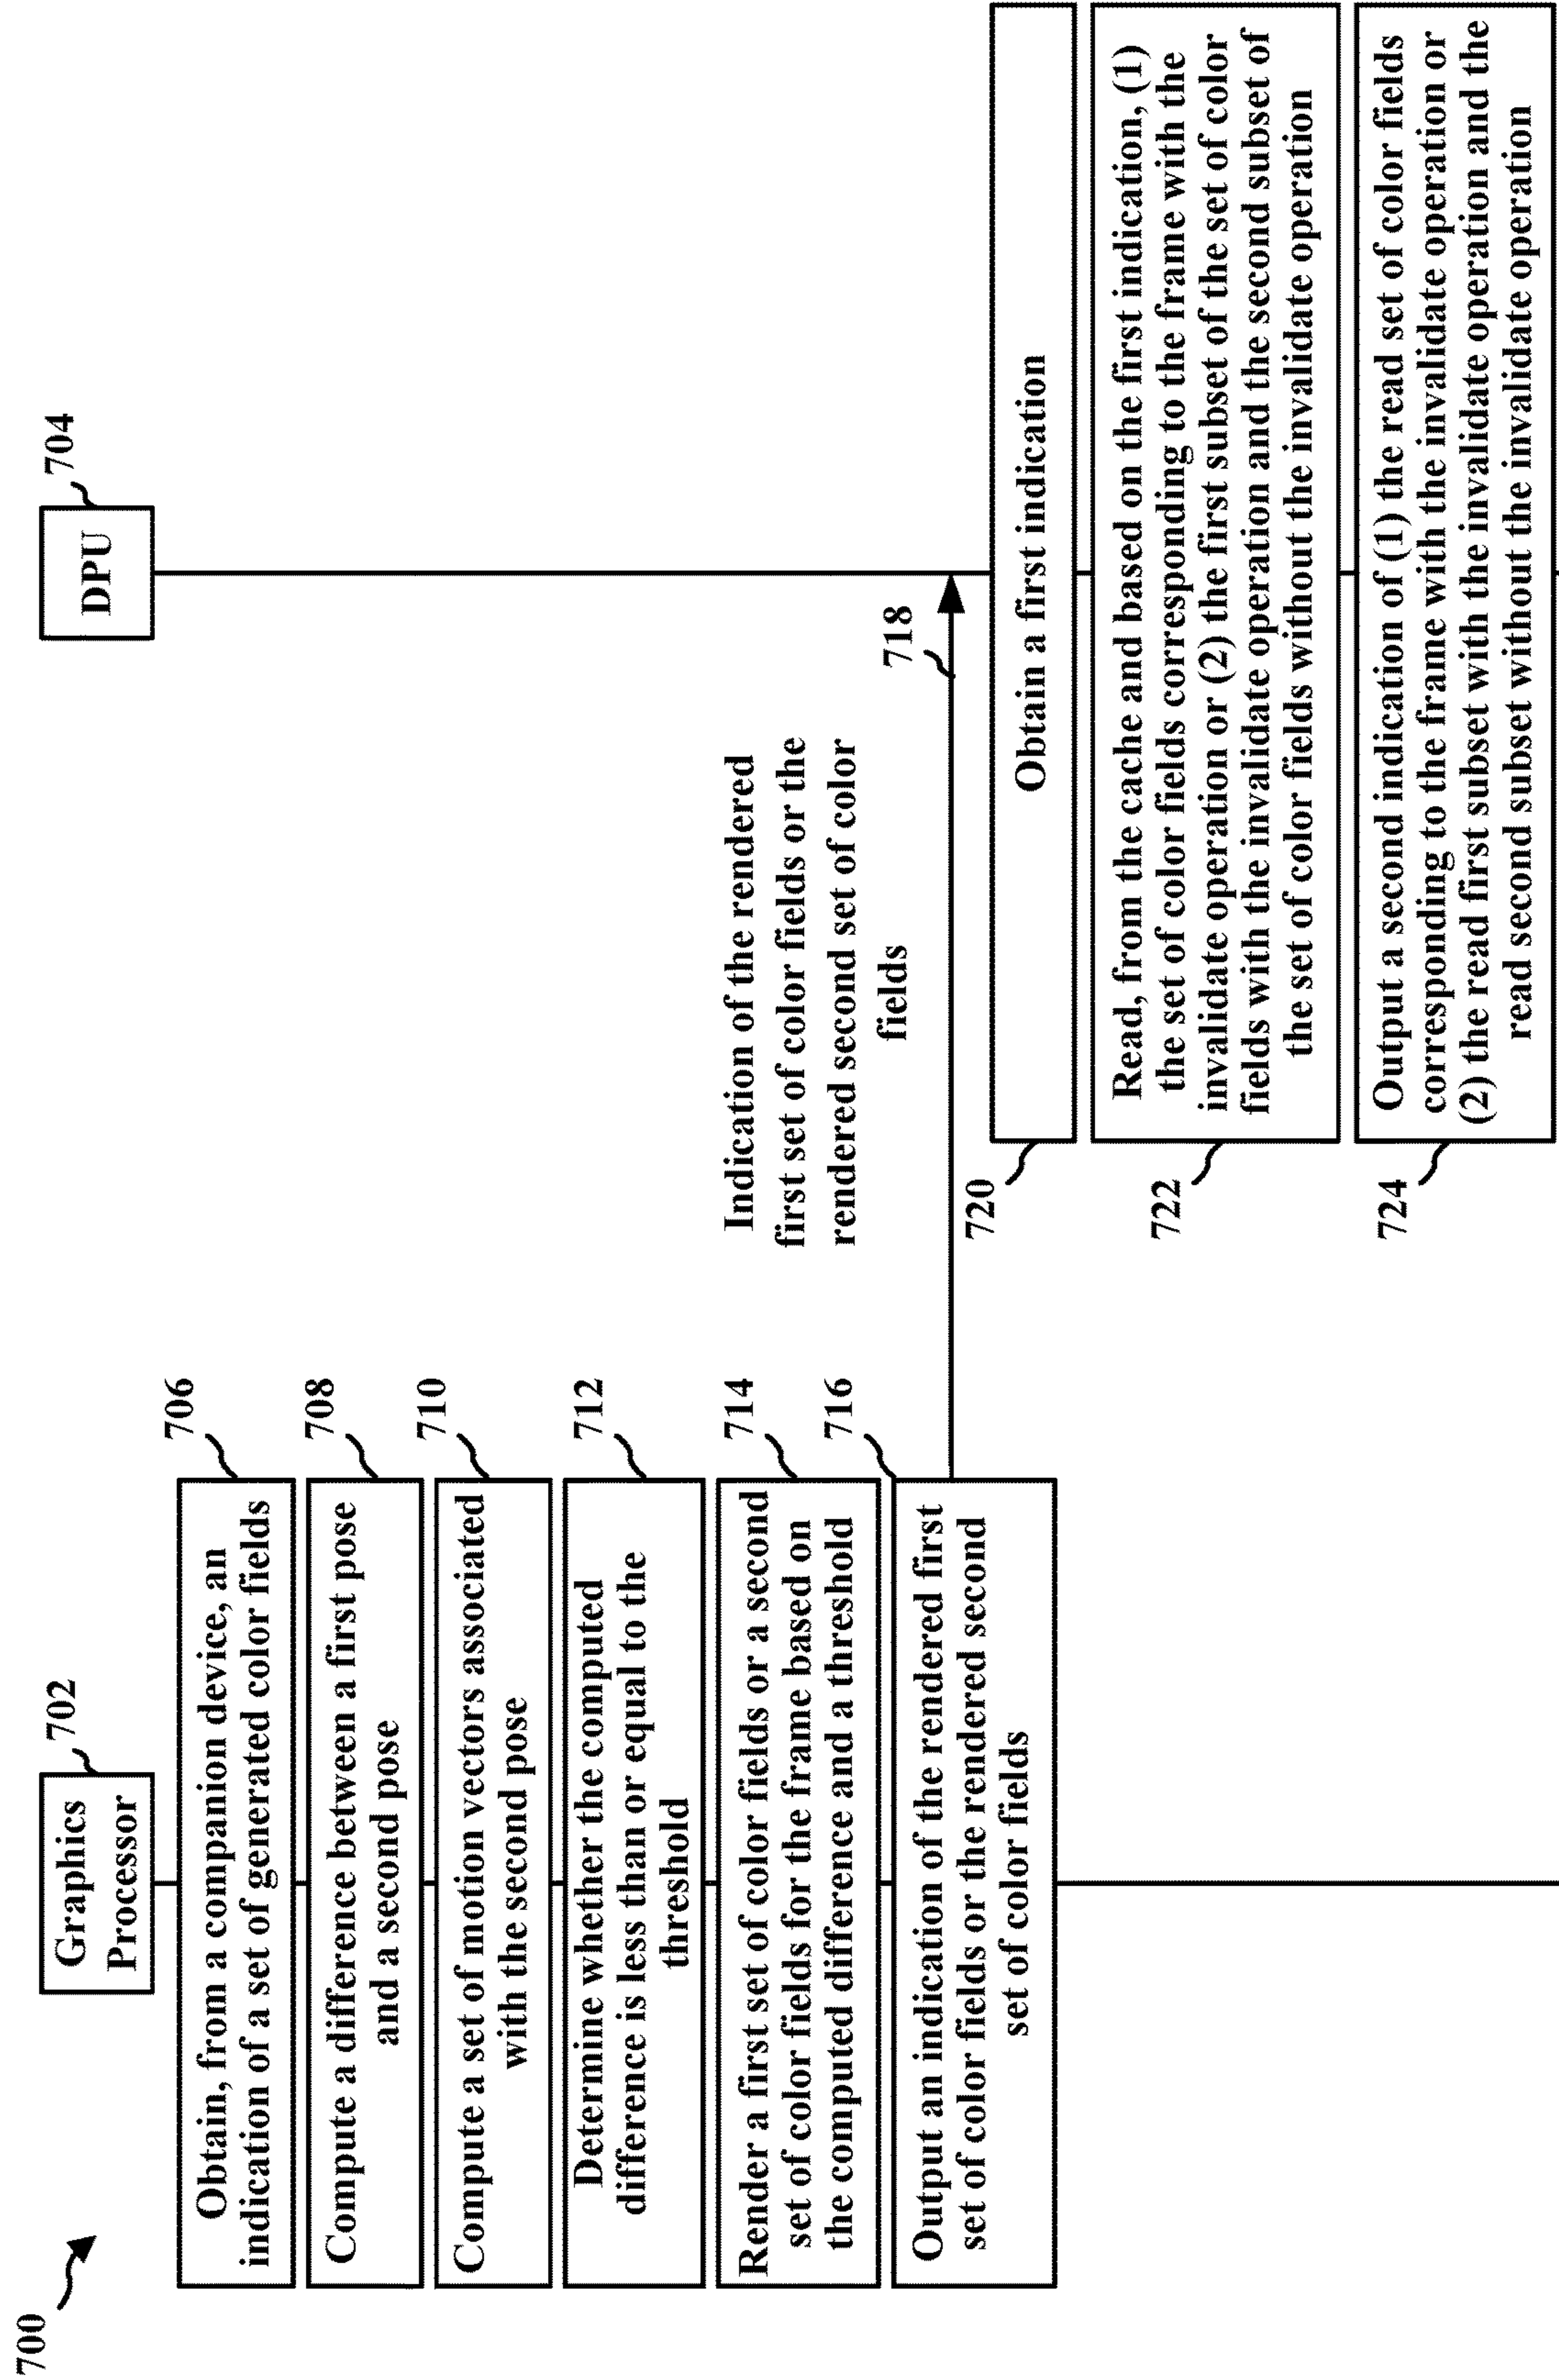 700
Graphics
Processor
702
DPU
704
Obtain, from a companion device, an
indication of a set of generated color fields
706
Compute a difference between a first pose
and a second pose
708
Compute a set of motion vectors associated
with the second pose
710
Determine whether the computed
difference is less than or equal to the
threshold
712
Render a first set of color fields or a second
set of color fields for the frame based on
the computed difference and a threshold
714
Output an indication of the rendered first
set of color fields or the rendered second
set of color fields
716
Indication of the rendered
first set of color fields or the
rendered second set of color
fields
718
720
Obtain a first indication
722
Read, from the cache and based on the first indication, (1)
the set of color fields corresponding to the frame with the
invalidate operation or (2) the first subset of the set of color
fields with the invalidate operation and the second subset of
the set of color fields without the invalidate operation
724
Output a second indication of (1) the read set of color fields
corresponding to the frame with the invalidate operation or
(2) the read first subset with the invalidate operation and the
read second subset without the invalidate operation